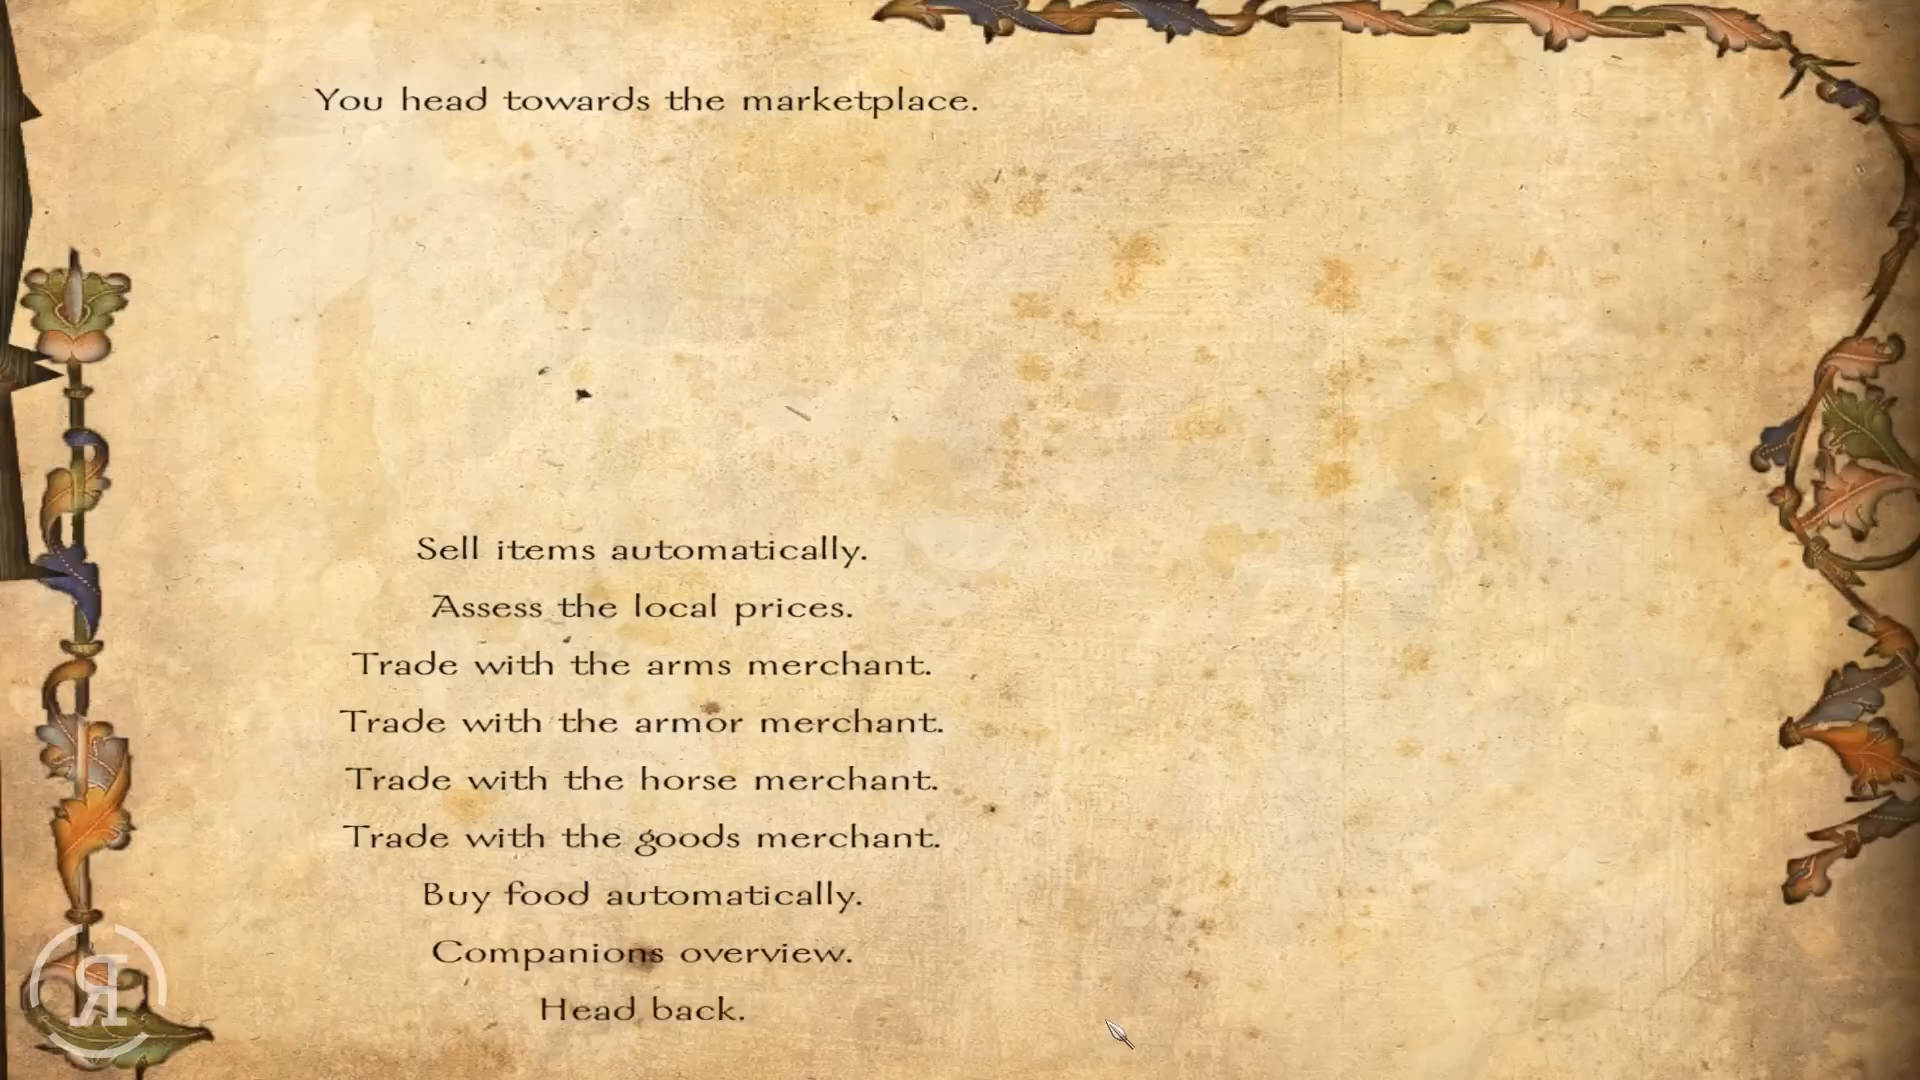 You head towards the marketplace.
Sell items automatically.
Assess the local prices.
Trade with the arms merchant.
Trade with the armor merchant.
Trade with the horse merchant.
Trade with the goods merchant.
Buy food automatically.
Companions overview.
Head back.